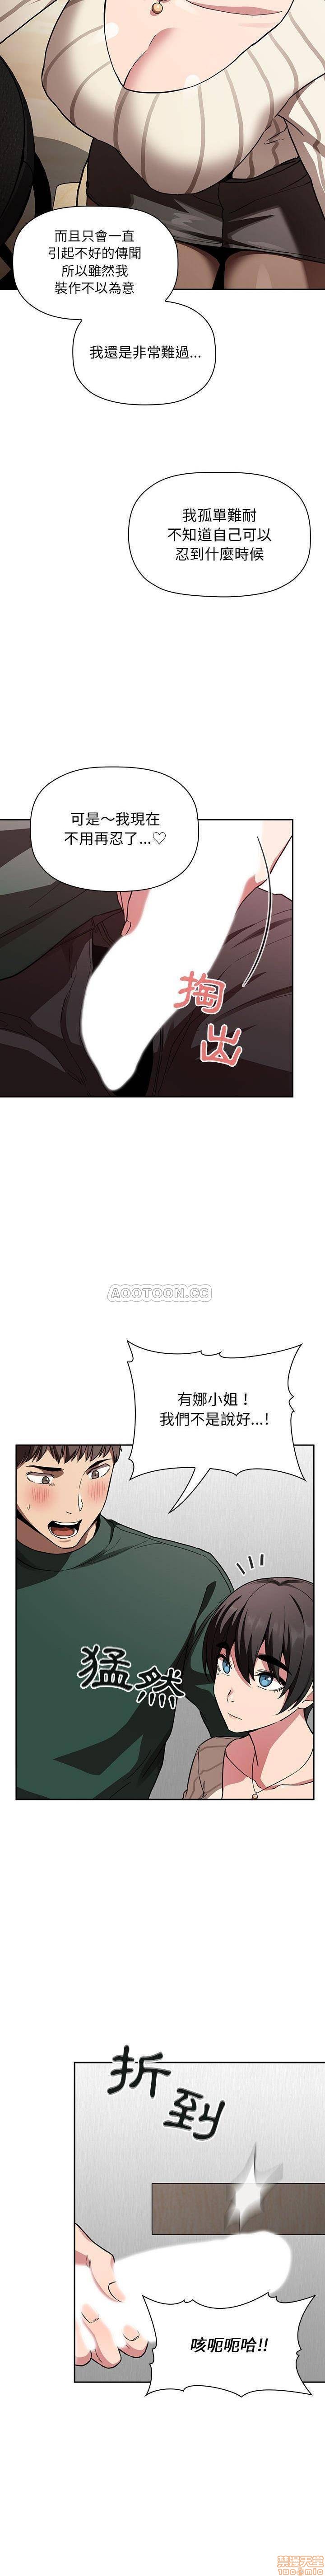 而且只會一直
引起不好的傳聞
所以雖然我
裝作不以為意
我還是非常難過...
我孤單難耐
不知道自己可以
忍到什麼時候
可是～我現在
不用再忍了...♡
掏
出
AOOTOON.CC
有娜小姐！
我們不是說好...!
猛然
折到
咳呃呃哈!!